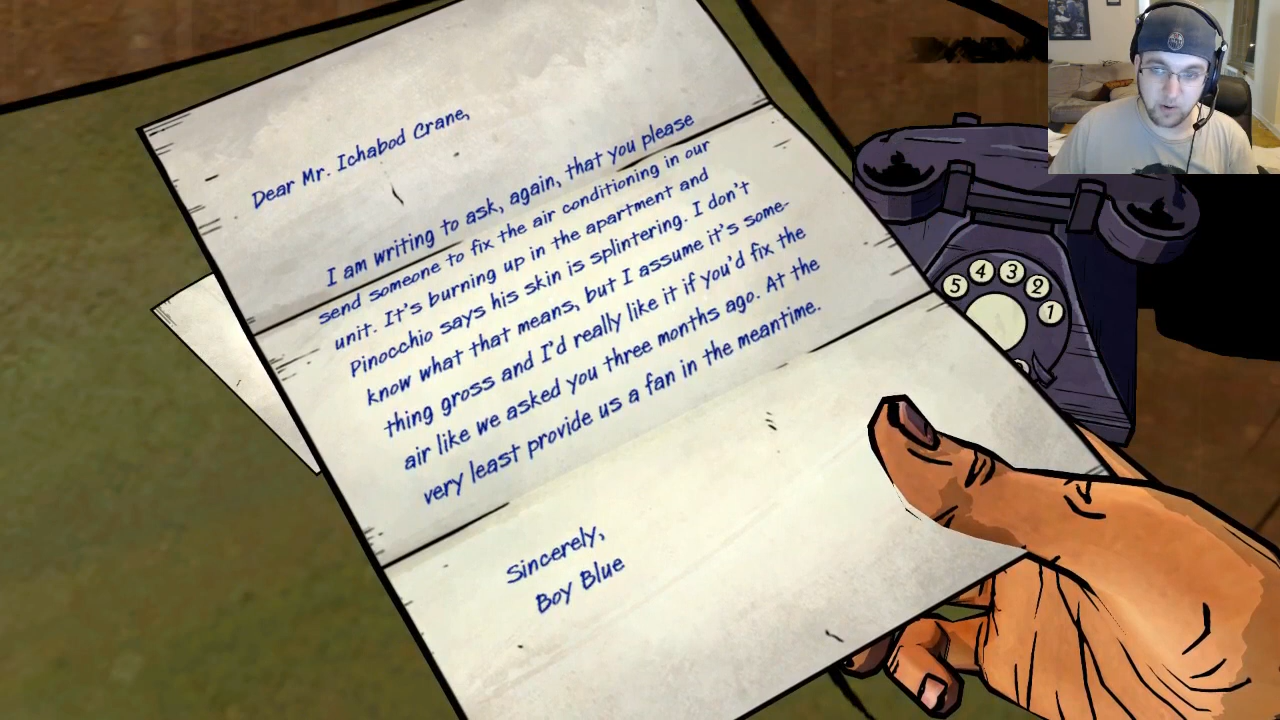 Dear Mr. Ichabod Crane,
I am writing to ask, again, that you please
send someone to fix the air conditioning in our
unit. It's burning up in the apartment and
Pinocchio says his skin is splintering. I don't
know what that means, but I assume it's some-
thing gross and I'd really like it if you'd fix the
air like we asked you three months ago. At the
very least provide us a fan in the meantime.
Sincerely,
Boy Blue
5 4 3 2 1